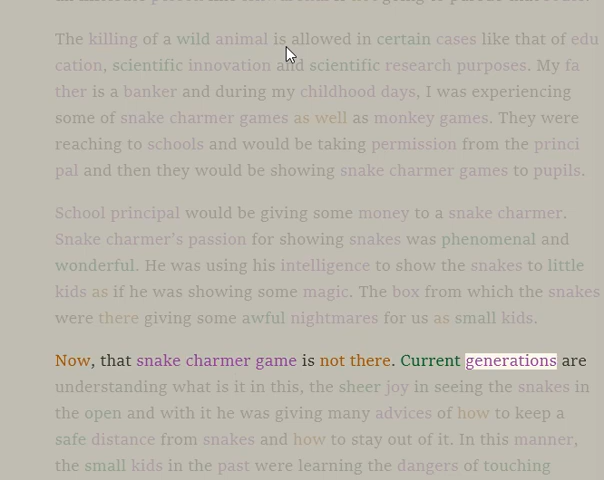 The killing of a wild animal is allowed in certain cases like that of edu
cation, scientific innovation and scientific research purposes. My fa
ther is a banker and during my childhood days, I was experiencing
some of snake charmer games as well as monkey games. They were
reaching to schools and would be taking permission from the princi
pal and then they would be showing snake charmer games to pupils.
School principal would be giving some money to a snake charmer.
Snake charmer's passion for showing snakes was phenomenal and
wonderful. He was using his intelligence to show the snakes to little
kids as if he was showing some magic. The box from which the snakes
were there giving some awful nightmares for us as small kids.
Now, that snake charmer game is not there. Current generations are
understanding what is it in this, the sheer joy in seeing the snakes in
the open and with it he was giving many advices of how to keep a
safe distance from snakes and how to stay out of it. In this manner,
the small kids in the past were learning the dangers of touching